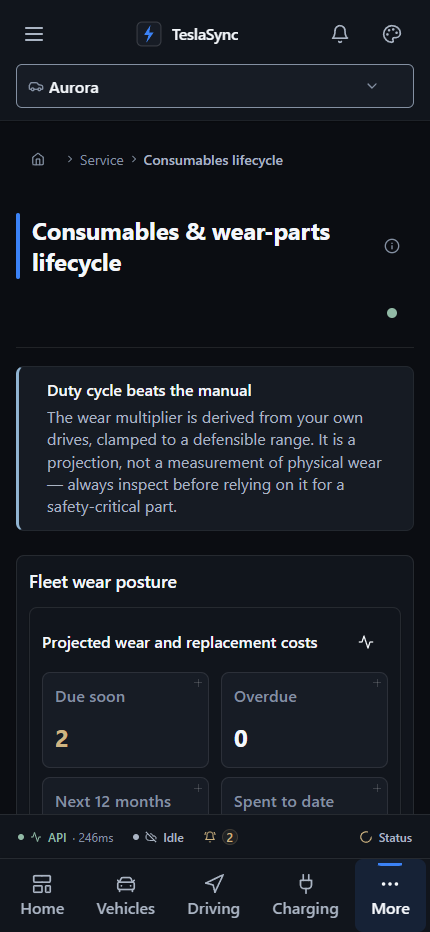 TeslaSync
Aurora
Service
Consumables lifecycle
Consumables & wear-parts
lifecycle
Duty cycle beats the manual
The wear multiplier is derived from your own
drives, clamped to a defensible range. It is a
projection, not a measurement of physical wear
— always inspect before relying on it for a
safety-critical part.
Fleet wear posture
Projected wear and replacement costs
Due soon
Overdue
2
0
Next 12 months
Spent to date
API · 246ms
Idle
2
Status
Home
Vehicles
Driving
Charging
More